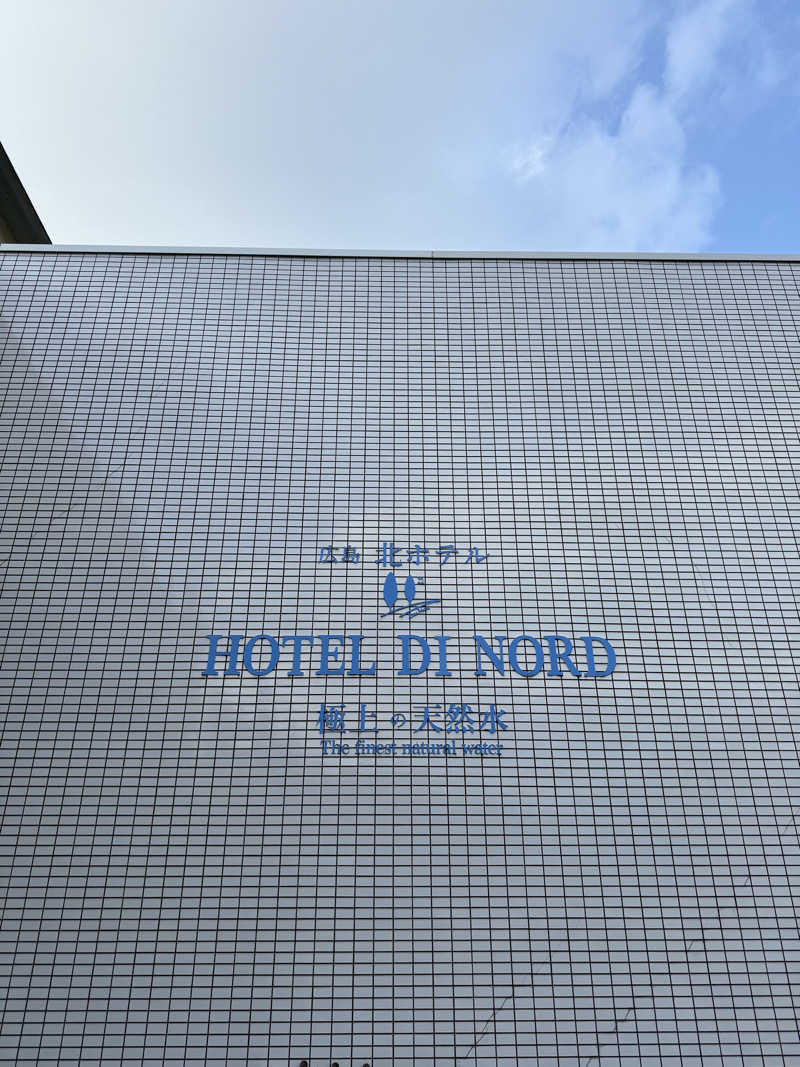 広島 北ホテル
HOTEL DI NORD
極上の天然水
The finest natural water